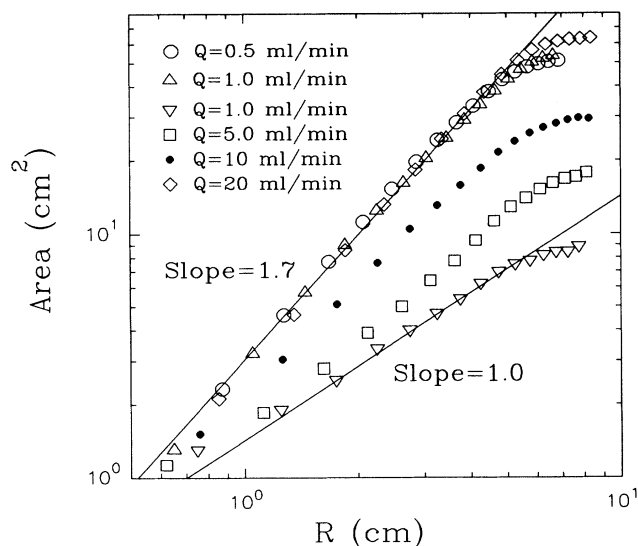 Q=0.5 ml/min
Q=1.0 ml/min
Q=1.0 ml/min
Q=5.0 ml/min
Q=10 ml/min
Q=20 ml/min
Area (cm²)
10¹
10⁰
Slope=1.7
Slope=1.0
10⁰
10¹
R (cm)